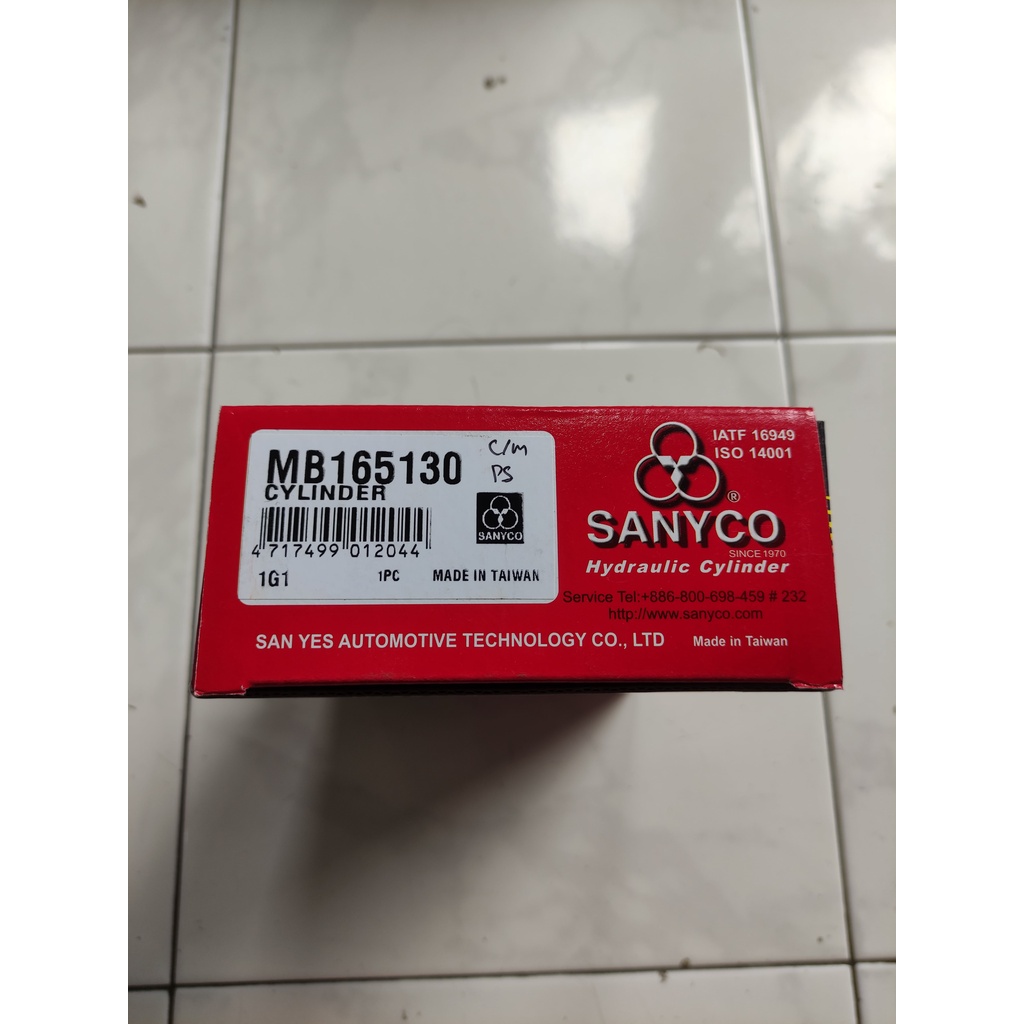 MB165130
C/M
PS
CYLINDER
SANYCO
4 717499 012044
1G1 1PC MADE IN TAIWAN
IATF 16949
ISO 14001
®
SANYCO
SINCE 1970
Hydraulic Cylinder
Service Tel:+886-800-698-459 # 232
http://www.sanyco.com
SAN YES AUTOMOTIVE TECHNOLOGY CO., LTD Made in Taiwan